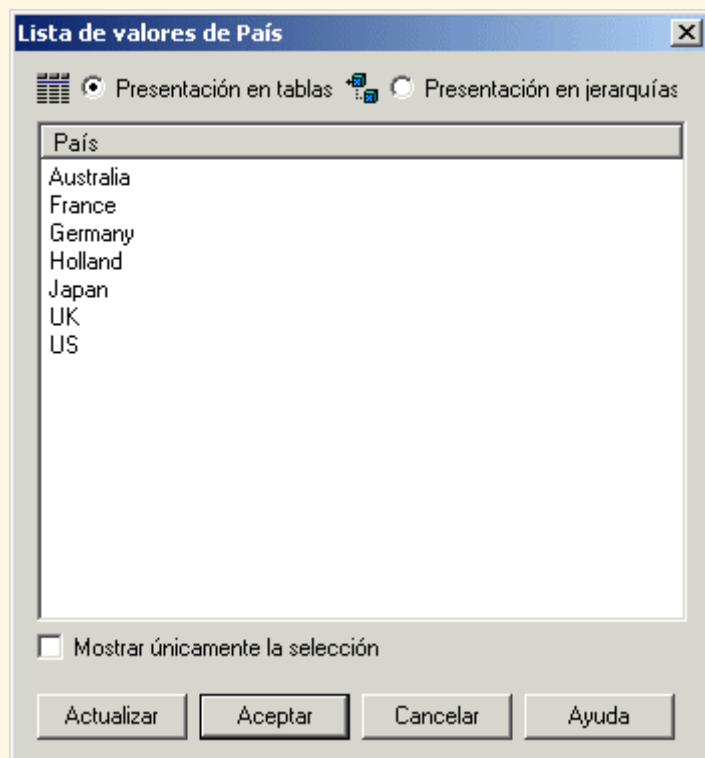 Lista de valores de País
Presentación en tablas Presentación en jerarquías
País
Australia
France
Germany
Holland
Japan
UK
US
Mostrar únicamente la selección
Actualizar Aceptar Cancelar Ayuda